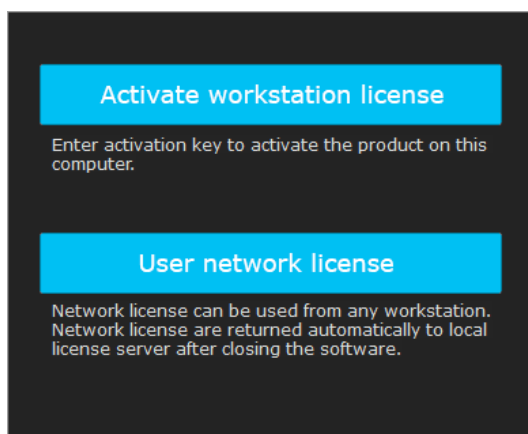 Activate workstation license
Enter activation key to activate the product on this
computer.
User network license
Network license can be used from any workstation.
Network license are returned automatically to local
license server after closing the software.